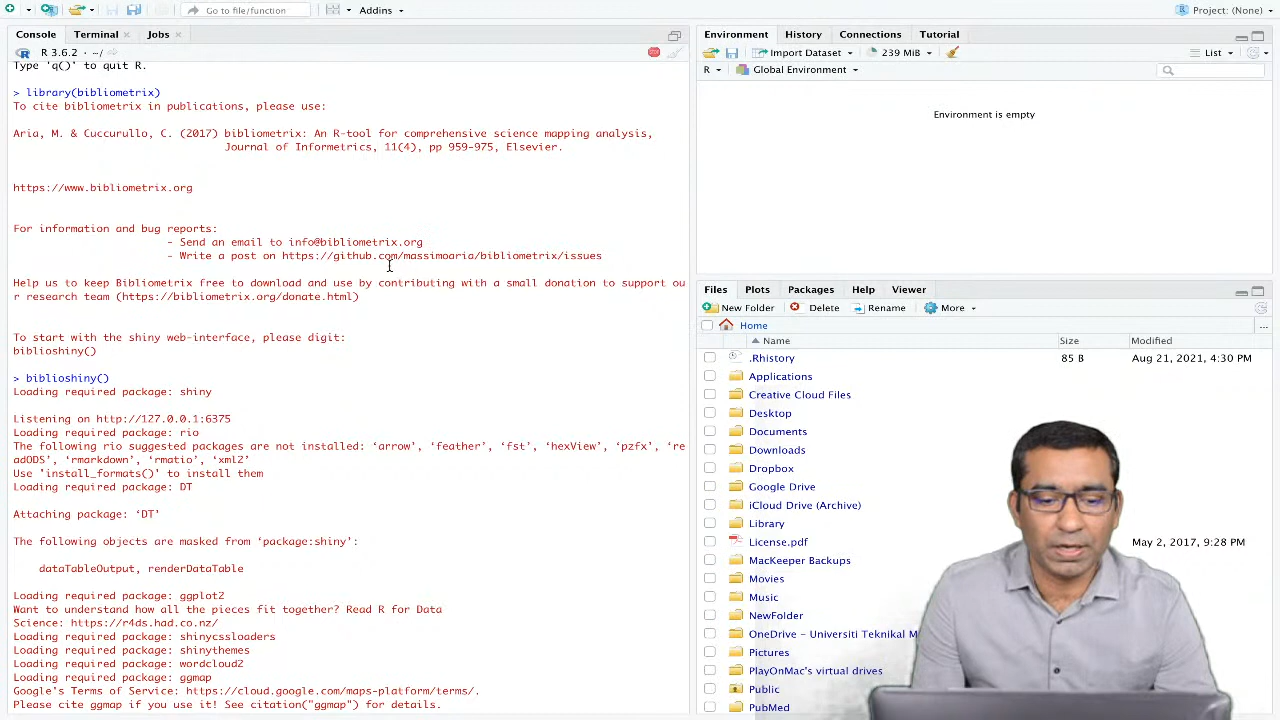 Go to file/function
Addins
Project: (None)
Console
Terminal
Jobs
R 3.6.2 · ~/
Type 'q()' to quit R.
> library(bibliometrix)
To cite bibliometrix in publications, please use:
Aria, M. & Cuccurullo, C. (2017) bibliometrix: An R-tool for comprehensive science mapping analysis,
Journal of Informetrics, 11(4), pp 959-975, Elsevier.
https://www.bibliometrix.org
For information and bug reports:
- Send an email to info@bibliometrix.org
- Write a post on https://github.com/massimoaria/bibliometrix/issues
Help us to keep Bibliometrix free to download and use by contributing with a small donation to support ou
r research team (https://bibliometrix.org/donate.html)
To start with the shiny web-interface, please digit:
biblioshiny()
> biblioshiny()
Loading required package: shiny
Listening on http://127.0.0.1:6375
Loading required package: rio
The following rio suggested packages are not installed: ‘arrow’, ‘feather’, ‘fst’, ‘hexView’, ‘pzfx’, ‘re
adODS’, ‘rmarkdown’, ‘rmatio’, ‘xml2’
Use 'install_formats()' to install them
Loading required package: DT
Attaching package: ‘DT’
The following objects are masked from ‘package:shiny’:
dataTableOutput, renderDataTable
Loading required package: ggplot2
Want to understand how all the pieces fit together? Read R for Data
Science: https://r4ds.had.co.nz/
Loading required package: shinycssloaders
Loading required package: shinythemes
Loading required package: wordcloud2
Loading required package: ggmap
Google's Terms of Service: https://cloud.google.com/maps-platform/terms/.
Please cite ggmap if you use it! See citation("ggmap") for details.
Environment
History
Connections
Tutorial
Import Dataset
239 MiB
List
R
Global Environment
Environment is empty
Files
Plots
Packages
Help
Viewer
New Folder
Delete
Rename
More
Home
...
Name
Size
Modified
.Rhistory
85 B
Aug 21, 2021, 4:30 PM
Applications
Creative Cloud Files
Desktop
Documents
Downloads
Dropbox
Google Drive
iCloud Drive (Archive)
Library
License.pdf
May 2, 2017, 9:28 PM
MacKeeper Backups
Movies
Music
NewFolder
OneDrive - Universiti Teknikal M
Pictures
PlayOnMac's virtual drives
Public
PubMed